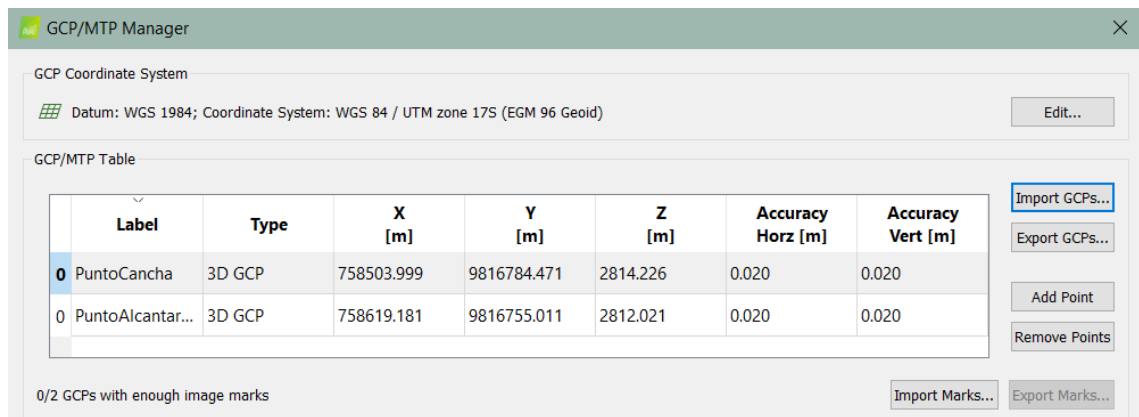 GCP/MTP Manager
GCP Coordinate System
Datum: WGS 1984; Coordinate System: WGS 84 / UTM zone 17S (EGM 96 Geoid)
Edit...
GCP/MTP Table
Label Type X [m] Y [m] Z [m] Accuracy Horz [m] Accuracy Vert [m]
0 PuntoCancha 3D GCP 758503.999 9816784.471 2814.226 0.020 0.020
0 PuntoAlcantar... 3D GCP 758619.181 9816755.011 2812.021 0.020 0.020
Import GCPs...
Export GCPs...
Add Point
Remove Points
0/2 GCPs with enough image marks
Import Marks... Export Marks...